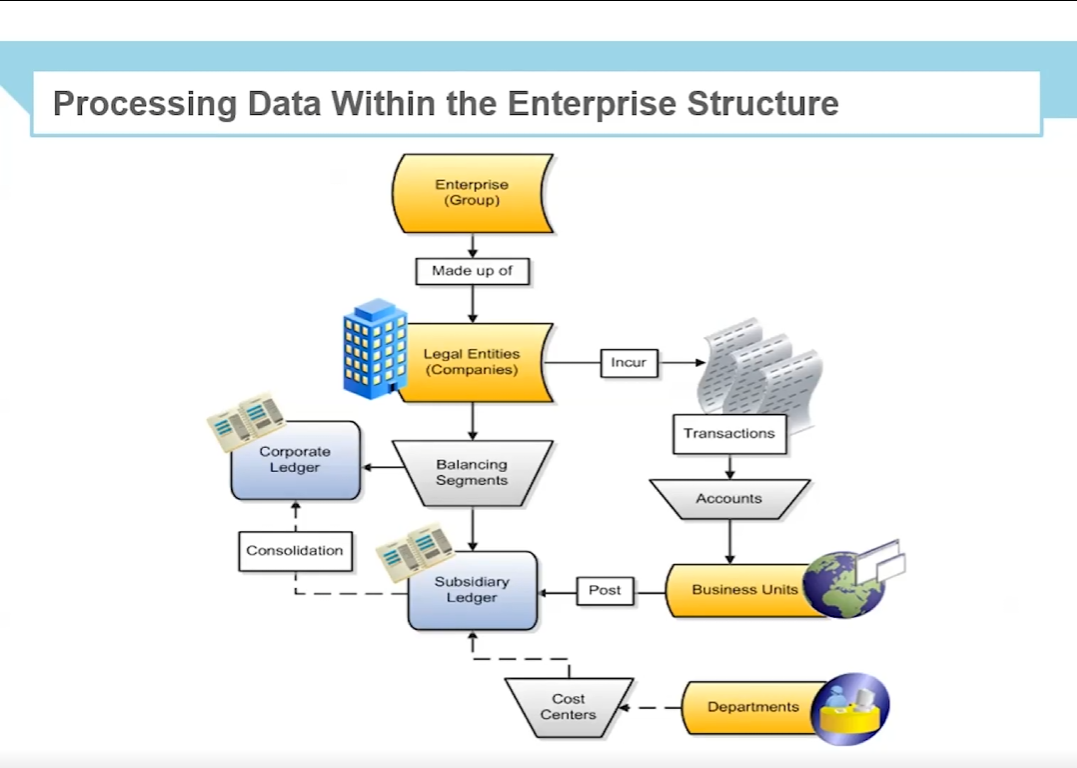 Processing Data Within the Enterprise Structure
Enterprise
(Group)
Made up of
Legal Entities
(Companies)
Incur
Transactions
Corporate
Ledger
Balancing
Segments
Accounts
Consolidation
Subsidiary
Ledger
Post
Business Units
Cost
Centers
Departments